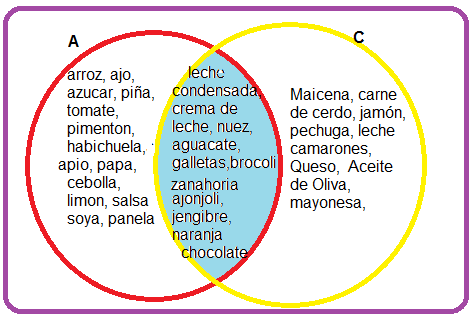 A
C
arroz, ajo,
azucar, piña,
tomate,
pimenton,
habichuela,
apio, papa,
cebolla,
limon, salsa
soya, panela
leche
condensada,
crema de
leche, nuez,
aguacate,
galletas,brocoli
zanahoria
ajonjoli,
jengibre,
naranja
chocolate
Maicena, carne
de cerdo, jamón,
pechuga, leche
camarones,
Queso, Aceite
de Oliva,
mayonesa,